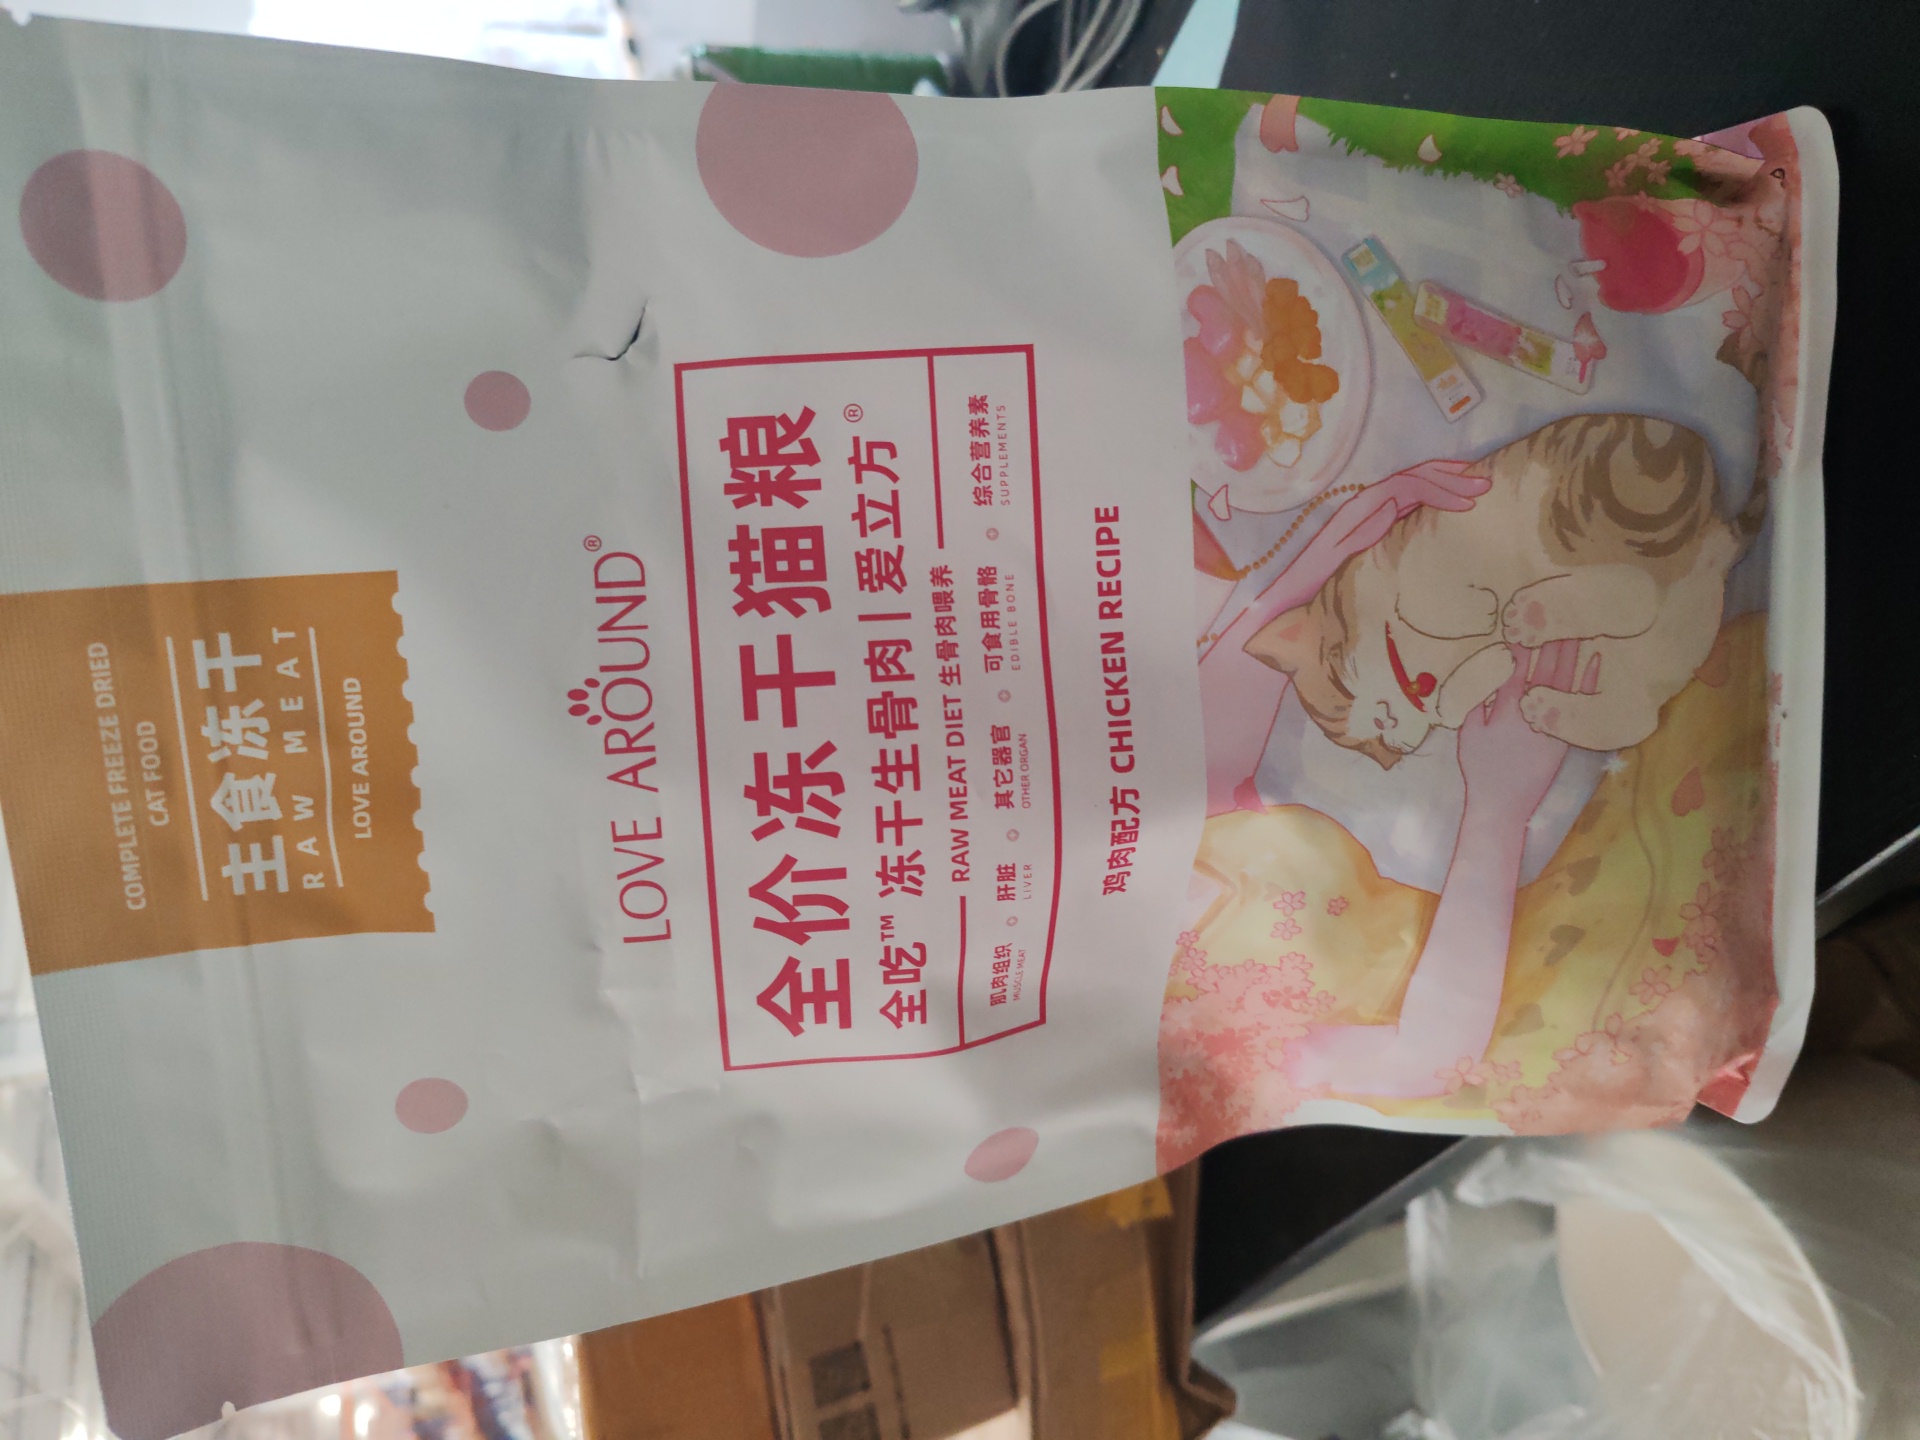 COMPLETE FREEZE DRIED
CAT FOOD
主食冻干
RAW MEAT
LOVE AROUND
LOVE AROUND®
全价冻干猫粮
全吃™ 冻干生骨肉 | 爱立方®
RAW MEAT DIET 生骨肉喂养
肌肉组织 肝脏 其它器官 可食用骨骼 综合营养素
MUSCLE MEAT LIVER OTHER ORGAN EDIBLE BONE SUPPLEMENTS
鸡肉配方 CHICKEN RECIPE